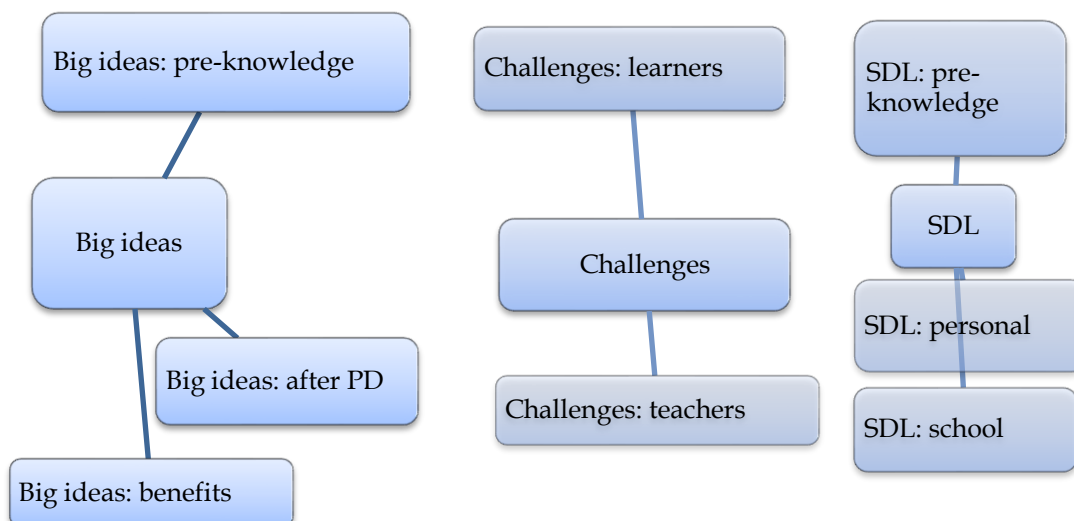 Big ideas: pre-knowledge
Big ideas
Big ideas: after PD
Big ideas: benefits
Challenges: learners
Challenges
Challenges: teachers
SDL: pre-
knowledge
SDL
SDL: personal
SDL: school